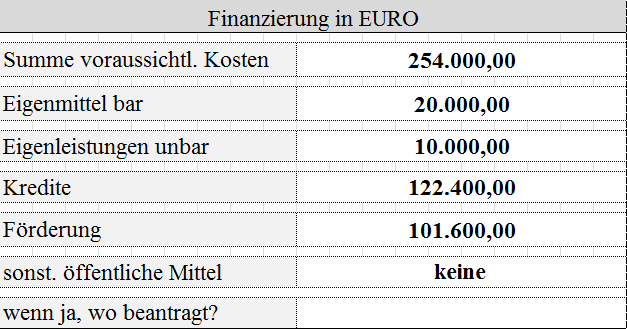 Finanzierung in EURO
Summe voraussichtl. Kosten 254.000,00
Eigenmittel bar 20.000,00
Eigenleistungen unbar 10.000,00
Kredite 122.400,00
Förderung 101.600,00
sonst. öffentliche Mittel keine
wenn ja, wo beantragt?